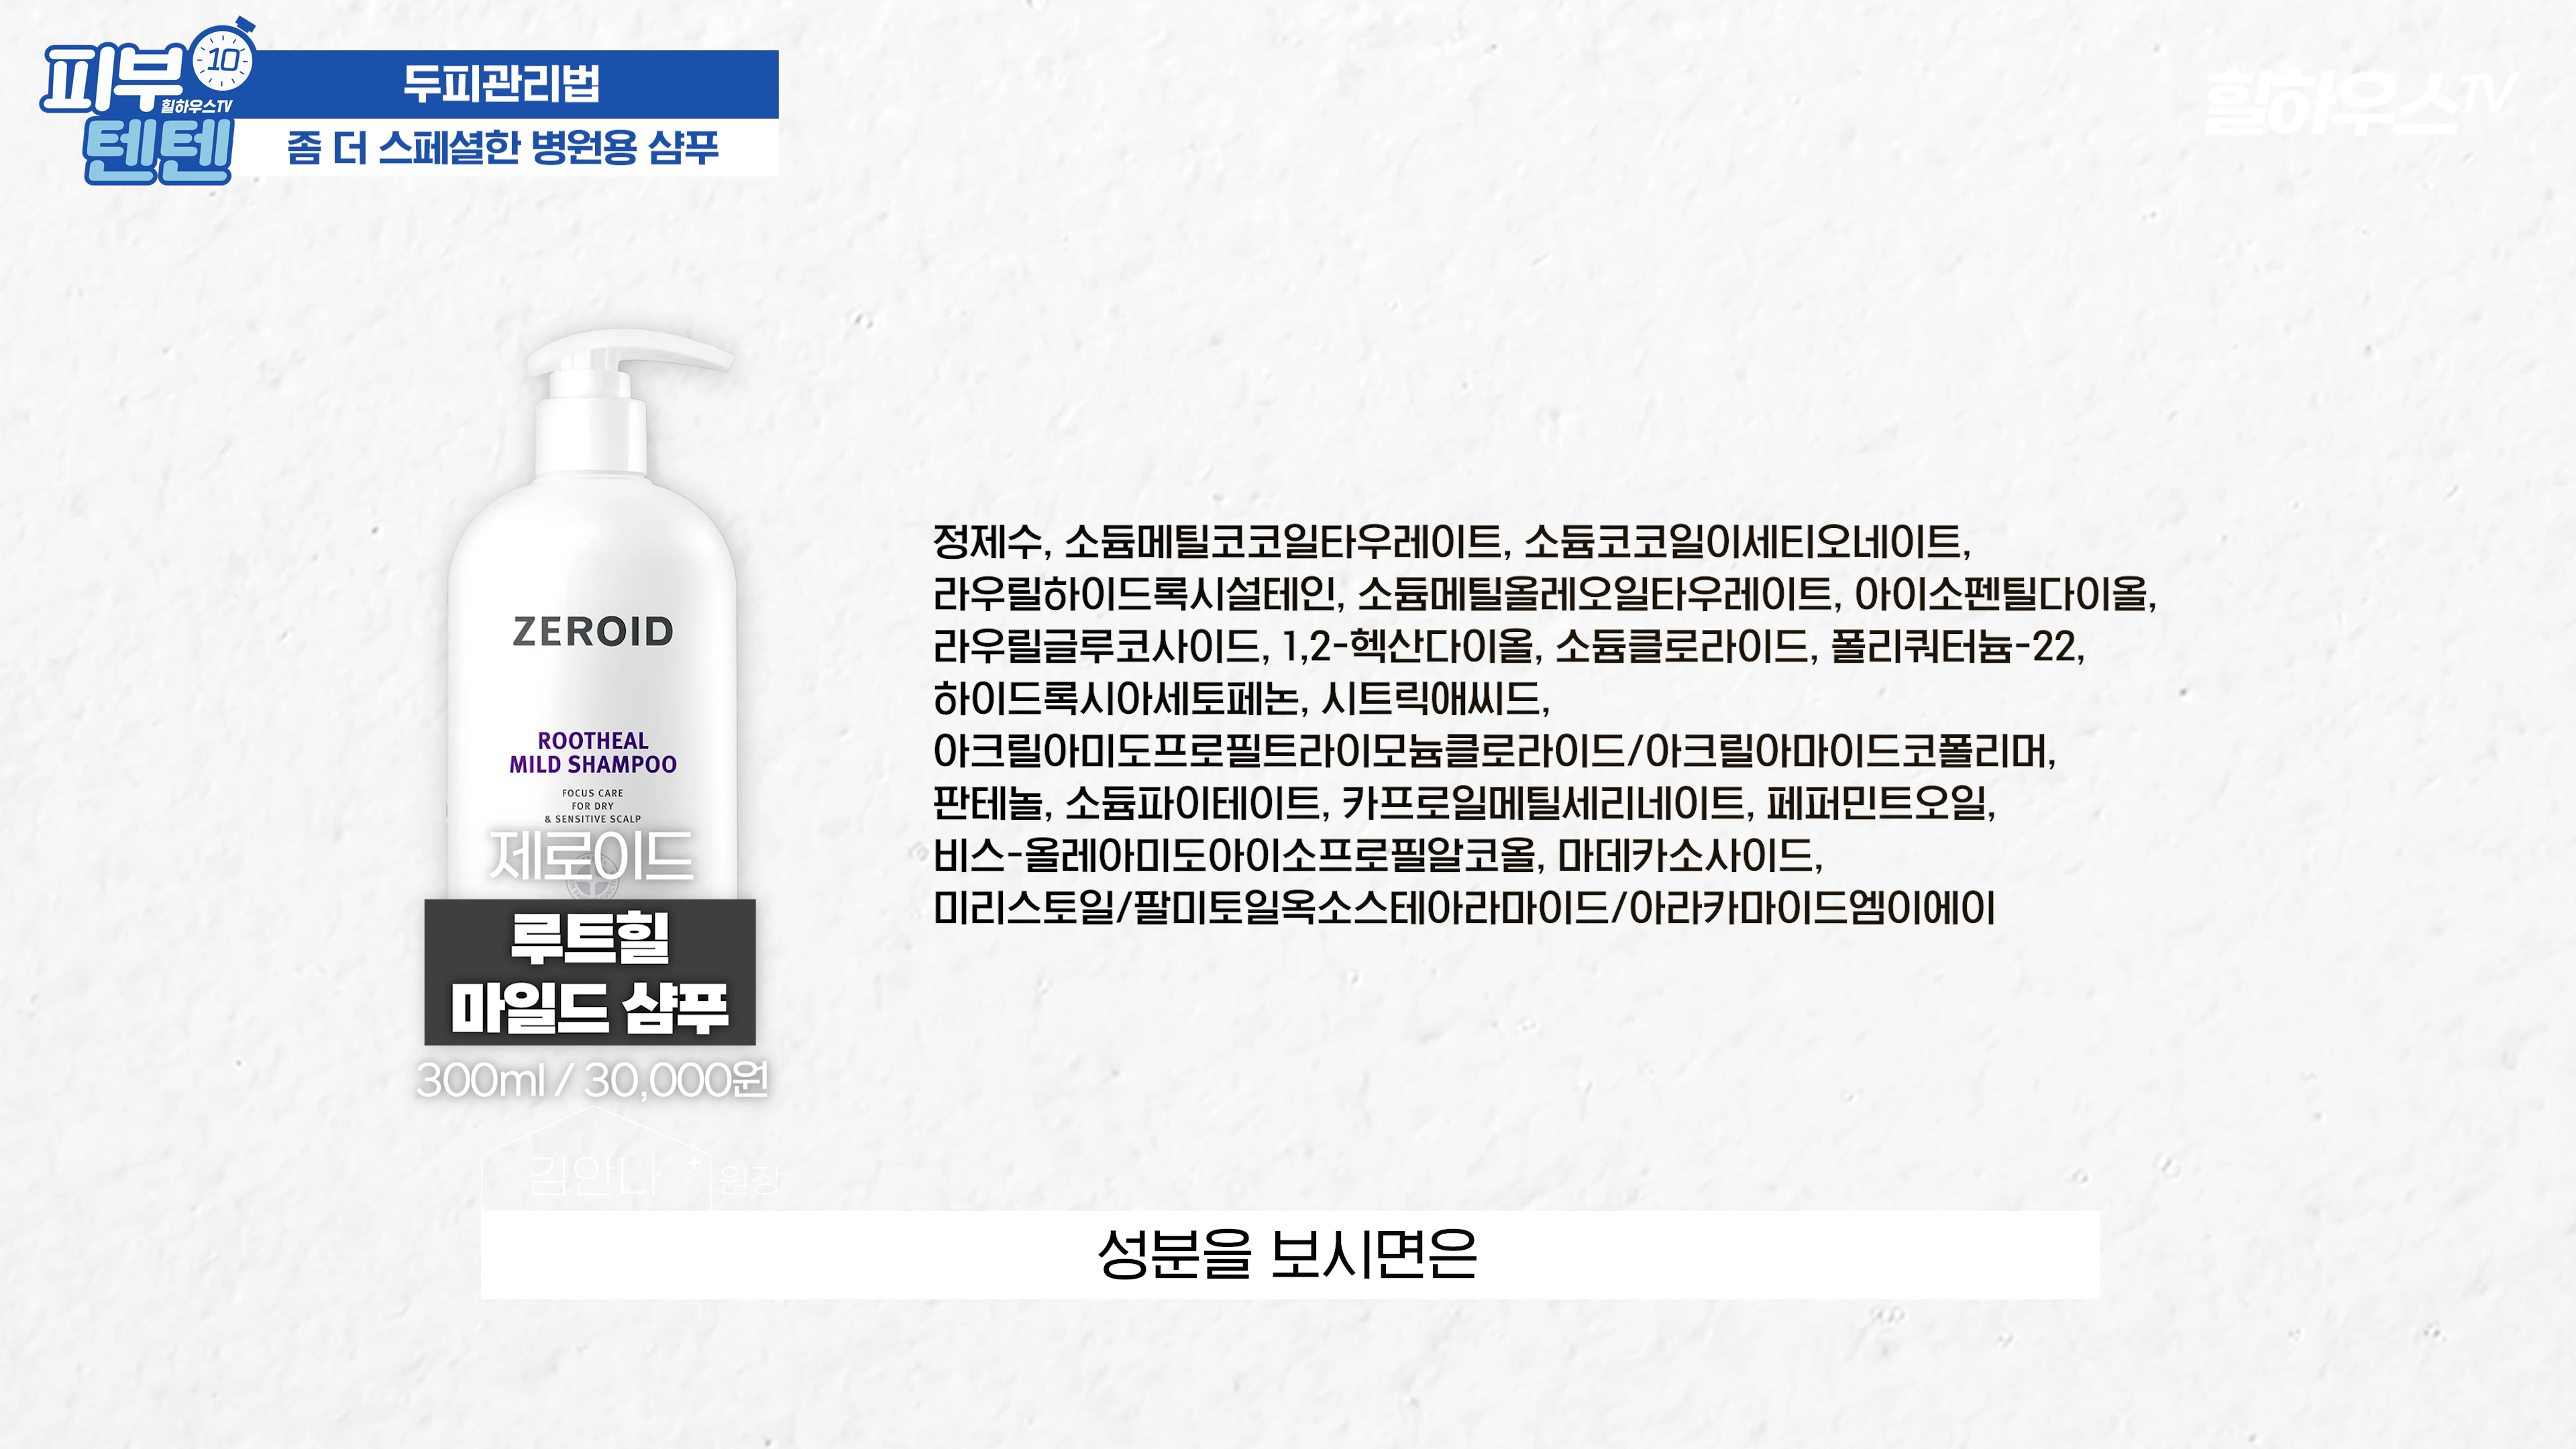 피부
10
힐하우스TV
텐텐
두피관리법
좀 더 스페셜한 병원용 샴푸
힐하우스TV
ZEROID
ROOTHEAL
MILD SHAMPOO
FOCUS CARE
FOR DRY
& SENSITIVE SCALP
제로이드
루트힐
마일드 샴푸
300ml / 30,000원
정제수, 소듐메틸코코일타우레이트, 소듐코코일이세티오네이트,
라우릴하이드록시설테인, 소듐메틸올레오일타우레이트, 아이소펜틸다이올,
라우릴글루코사이드, 1,2-헥산다이올, 소듐클로라이드, 폴리쿼터늄-22,
하이드록시아세토페논, 시트릭애씨드,
아크릴아미도프로필트라이모늄클로라이드/아크릴아마이드코폴리머,
판테놀, 소듐파이테이트, 카프로일메틸세리네이트, 페퍼민트오일,
비스-올레아미도아이소프로필알코올, 마데카소사이드,
미리스토일/팔미토일옥소스테아라마이드/아라카마이드엠이에이
김안나 원장
성분을 보시면은